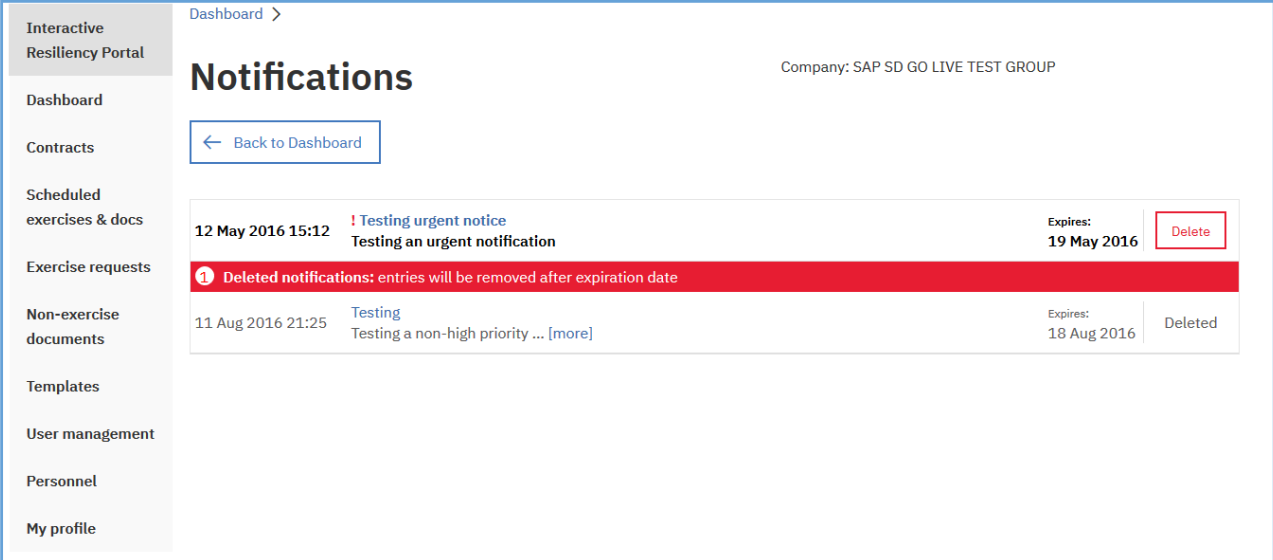 Interactive
Resiliency Portal
Dashboard
Contracts
Scheduled
exercises & docs
Exercise requests
Non-exercise
documents
Templates
User management
Personnel
My profile
Dashboard >
Notifications
Company: SAP SD GO LIVE TEST GROUP
← Back to Dashboard
12 May 2016 15:12
! Testing urgent notice
Testing an urgent notification
Expires:
19 May 2016
Delete
1 Deleted notifications: entries will be removed after expiration date
11 Aug 2016 21:25
Testing
Testing a non-high priority ... [more]
Expires:
18 Aug 2016
Deleted